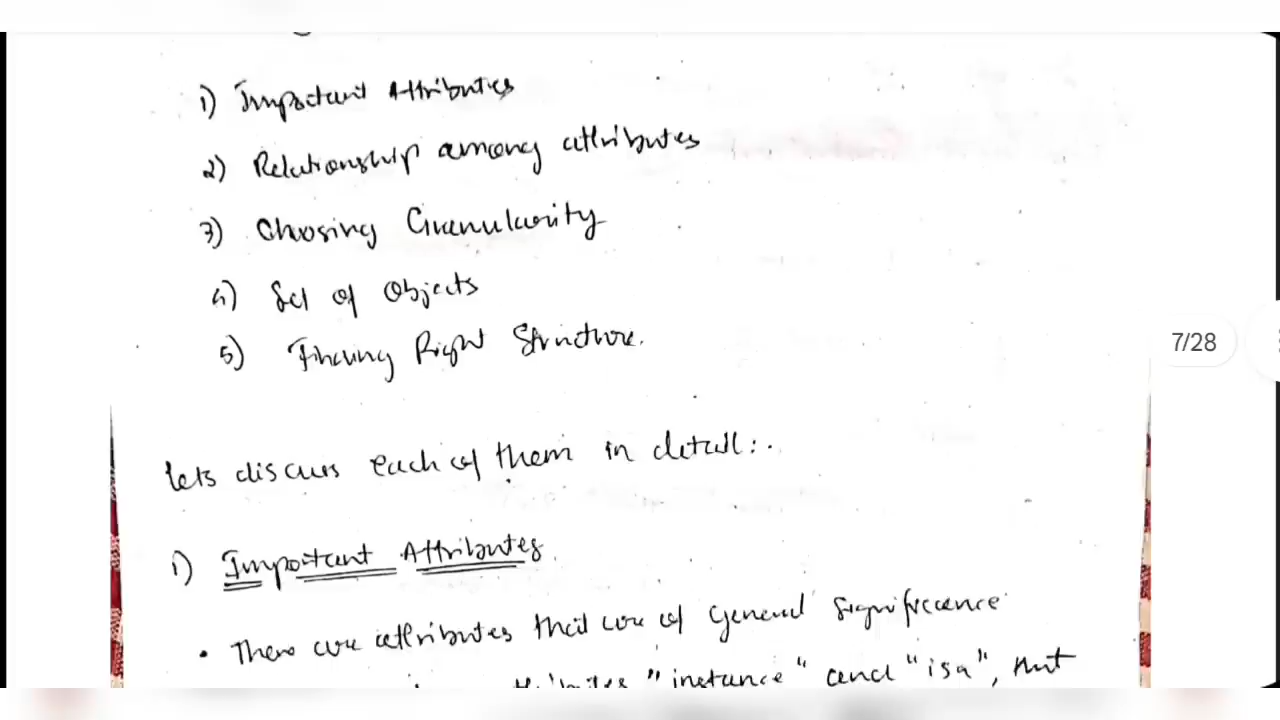 1) Important Attributes
2) Relationship among attributes
3) Choosing Granularity
4) Set of Objects
5) Finding Right Structure.
7/28
lets discuss each of them in detail:.
1) Important Attributes
• There are attributes that are of general significance
"instance" and "isa", that